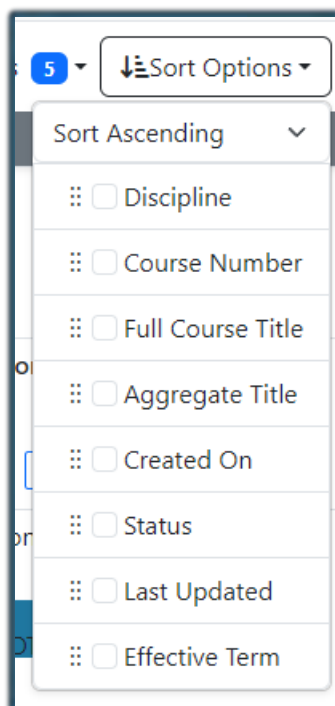 5
Sort Options
Sort Ascending
Discipline
Course Number
Full Course Title
Aggregate Title
Created On
Status
Last Updated
Effective Term